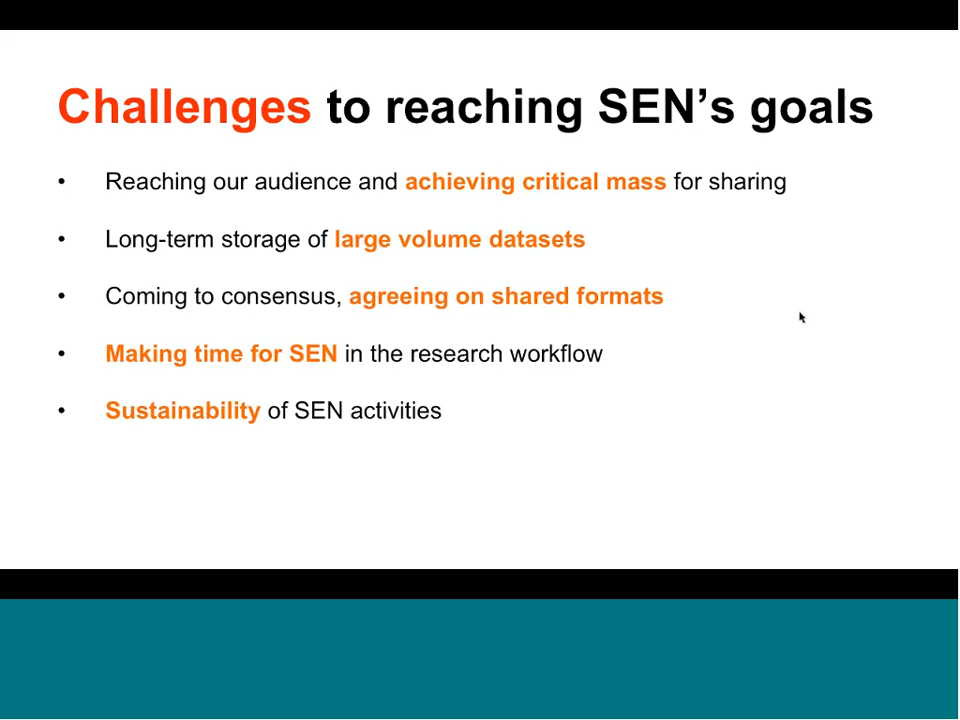 Challenges to reaching SEN’s goals
• Reaching our audience and achieving critical mass for sharing
• Long-term storage of large volume datasets
• Coming to consensus, agreeing on shared formats
• Making time for SEN in the research workflow
• Sustainability of SEN activities